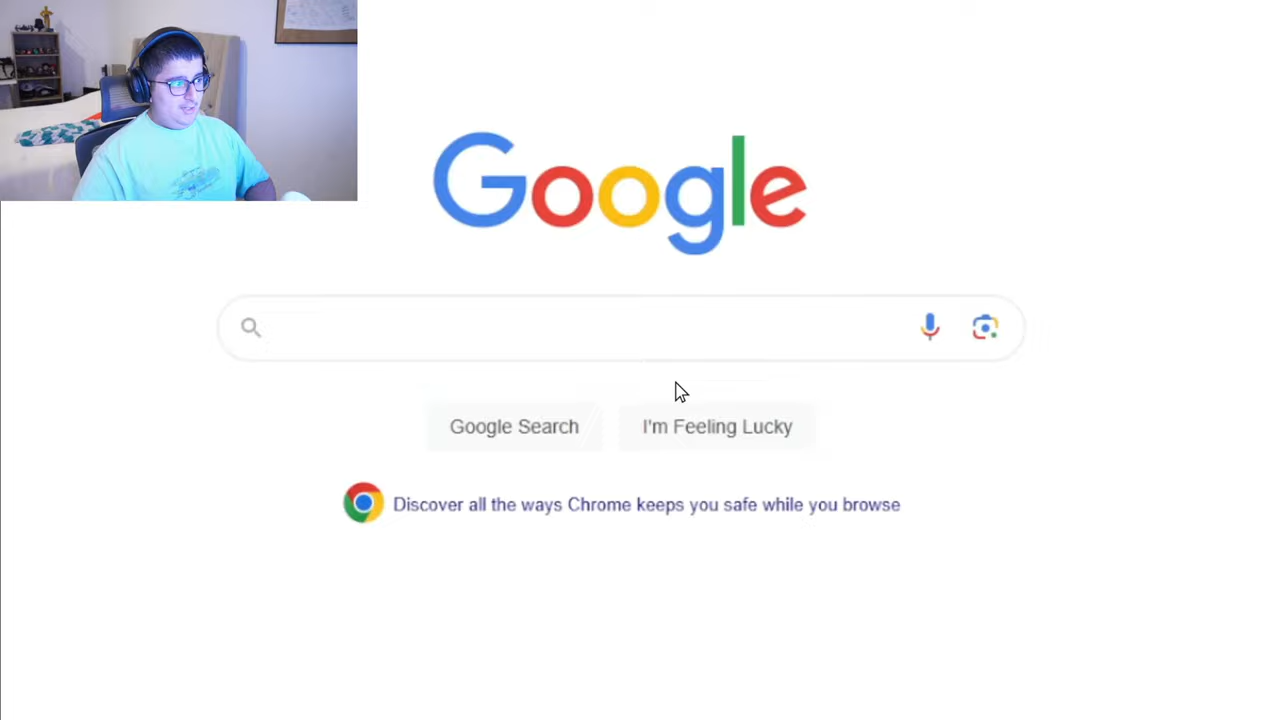 Google
Google Search
I'm Feeling Lucky
Discover all the ways Chrome keeps you safe while you browse